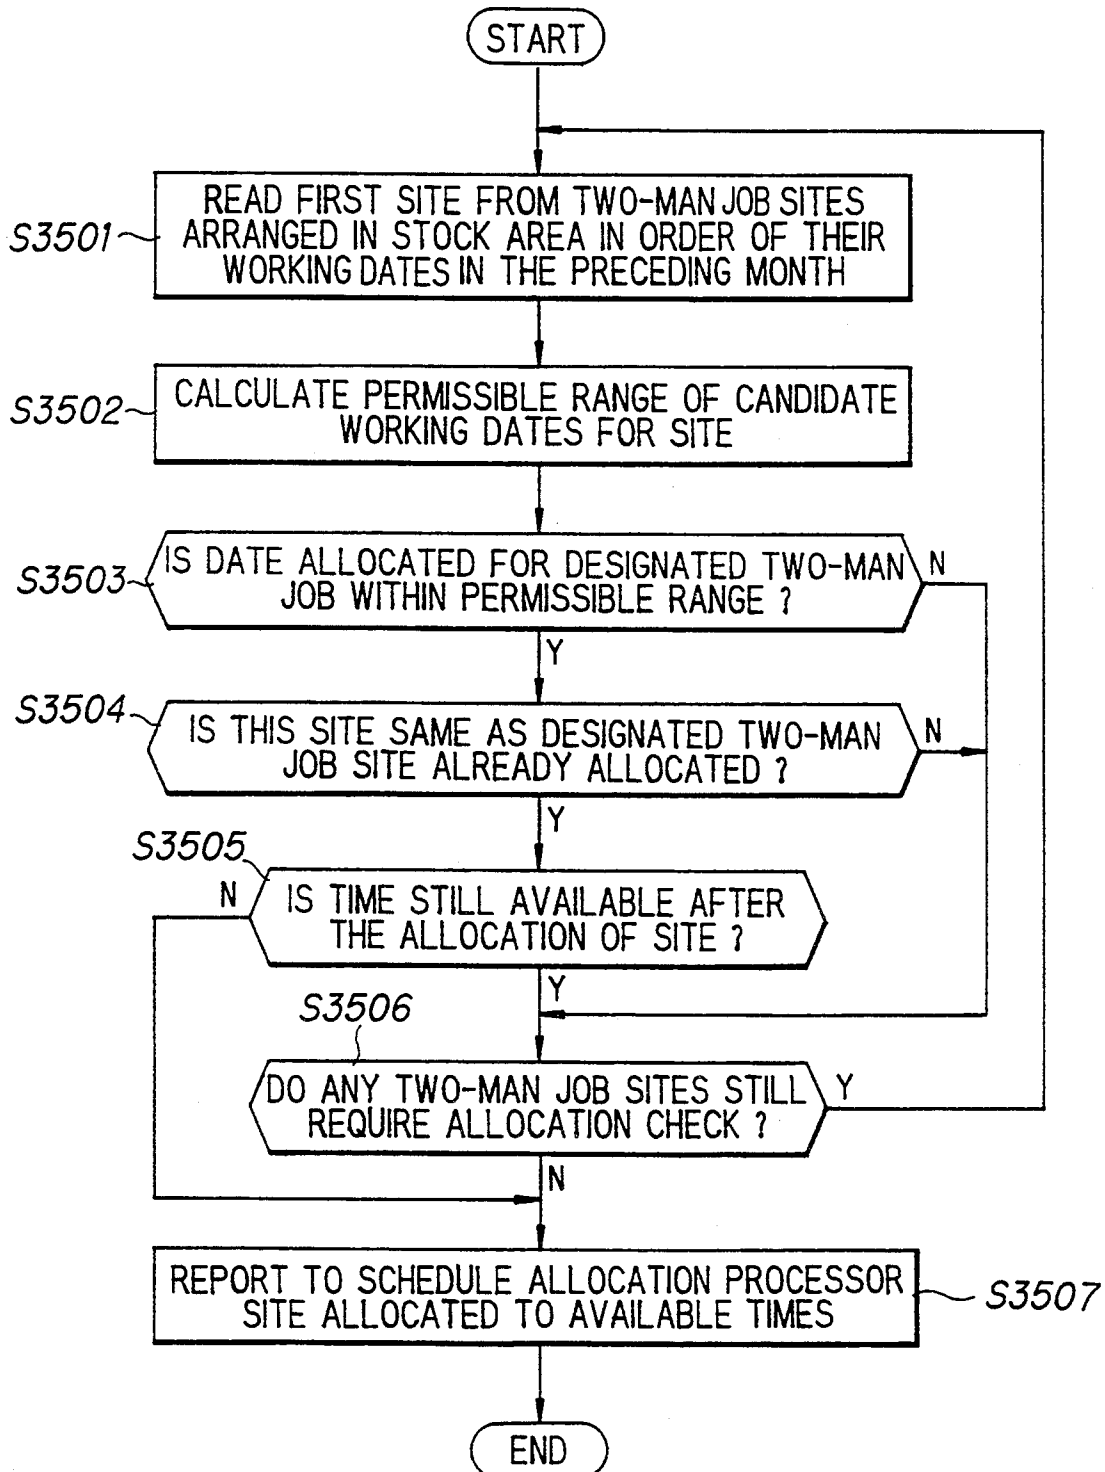 START
READ FIRST SITE FROM TWO-MAN JOB SITES
ARRANGED IN STOCK AREA IN ORDER OF THEIR
WORKING DATES IN THE PRECEDING MONTH
S3501
CALCULATE PERMISSIBLE RANGE OF CANDIDATE
WORKING DATES FOR SITE
S3502
IS DATE ALLOCATED FOR DESIGNATED TWO-MAN
JOB WITHIN PERMISSIBLE RANGE ?
S3503
N
Y
IS THIS SITE SAME AS DESIGNATED TWO-MAN
JOB SITE ALREADY ALLOCATED ?
S3504
N
Y
S3505
N
IS TIME STILL AVAILABLE AFTER
THE ALLOCATION OF SITE ?
Y
S3506
DO ANY TWO-MAN JOB SITES STILL
REQUIRE ALLOCATION CHECK ?
Y
N
REPORT TO SCHEDULE ALLOCATION PROCESSOR
SITE ALLOCATED TO AVAILABLE TIMES
S3507
END